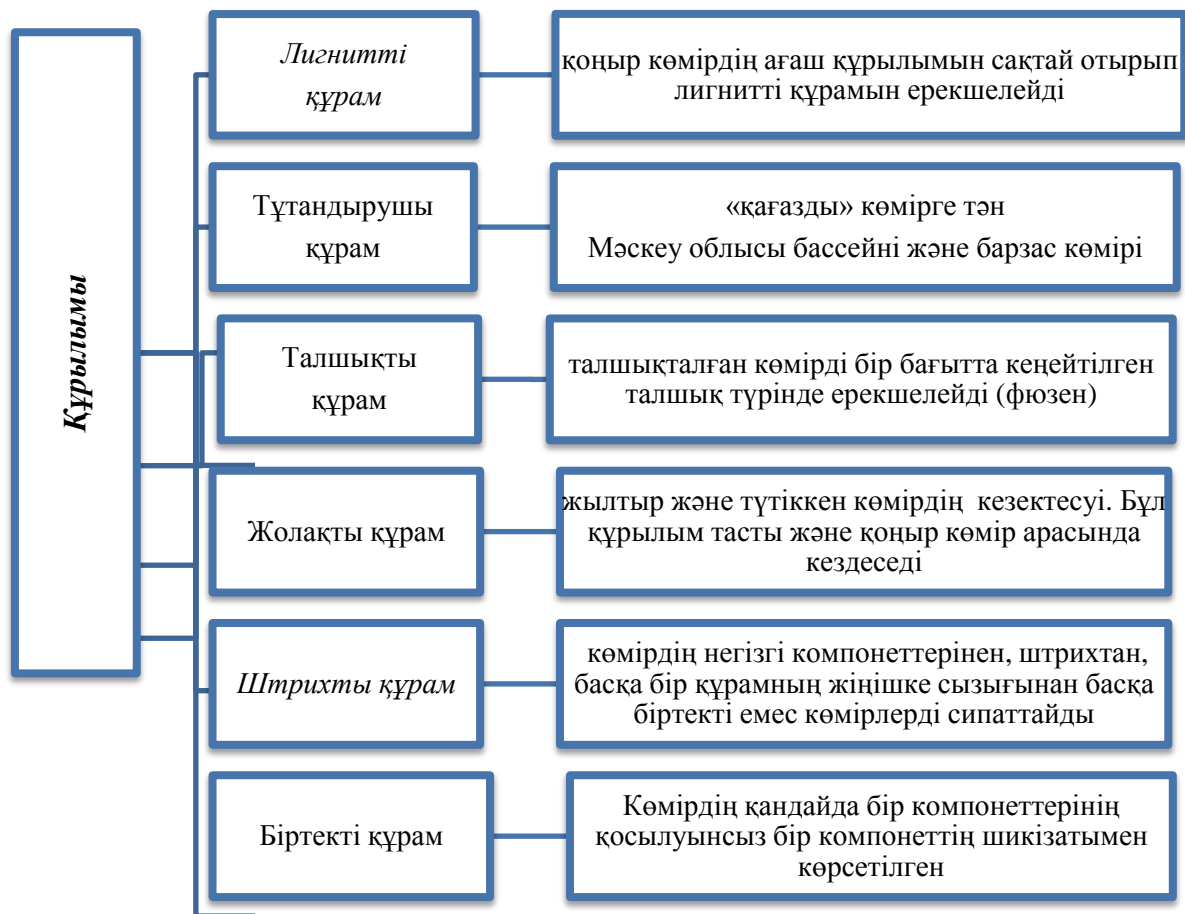 Құрылымы
Лигнитті
құрам
қоңыр көмірдің ағаш құрылымын сақтай отырып
лигнитті құрамын ерекшелейді
Тұтандырушы
құрам
«қағазды» көмірге тән
Мәскеу облысы бассейні және барзас көмірі
Талшықты
құрам
талшықталған көмірді бір бағытта кеңейтілген
талшық түрінде ерекшелейді (фюзен)
Жолақты құрам
жылтыр және түтіккен көмірдің кезектесуі. Бұл
құрылым тасты және қоңыр көмір арасында
кездеседі
Штрихты құрам
көмірдің негізгі компонеттерінен, штрихтан,
басқа бір құрамның жіңішке сызығынан басқа
біртекті емес көмірлерді сипаттайды
Біртекті құрам
Көмірдің қандайда бір компонеттерінің
қосылуынсыз бір компонеттің шикізатымен
көрсетілген